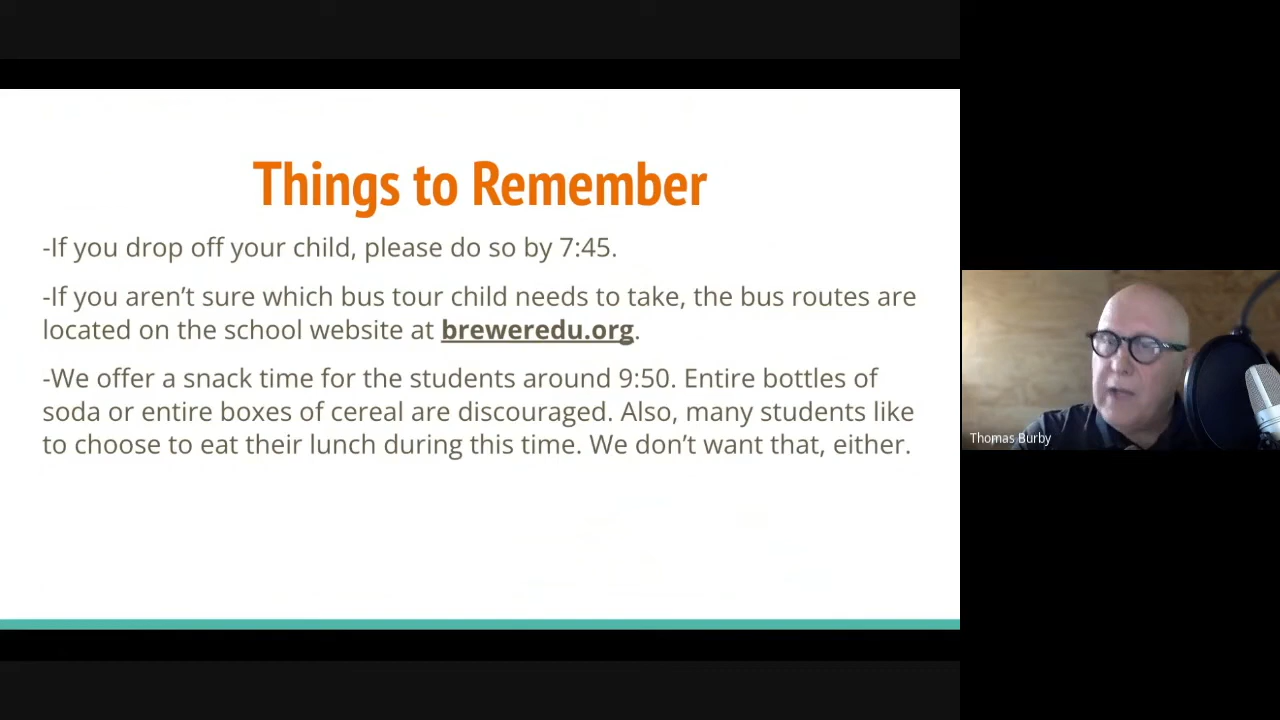 Things to Remember
-If you drop off your child, please do so by 7:45.
-If you aren’t sure which bus tour child needs to take, the bus routes are
located on the school website at breweredu.org.
-We offer a snack time for the students around 9:50. Entire bottles of
soda or entire boxes of cereal are discouraged. Also, many students like
to choose to eat their lunch during this time. We don’t want that, either.
Thomas Burby